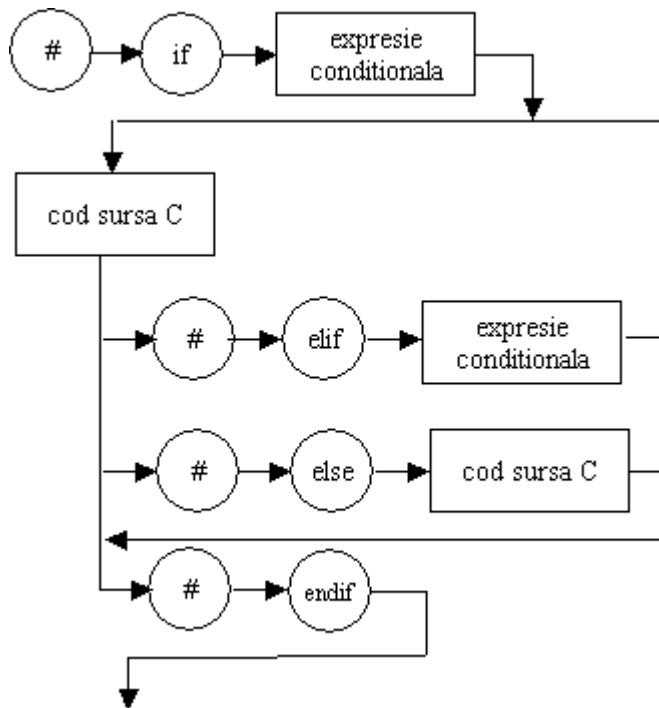 # if expresie
conditionala
cod sursa C
# elif expresie
conditionala
# else cod sursa C
# endif